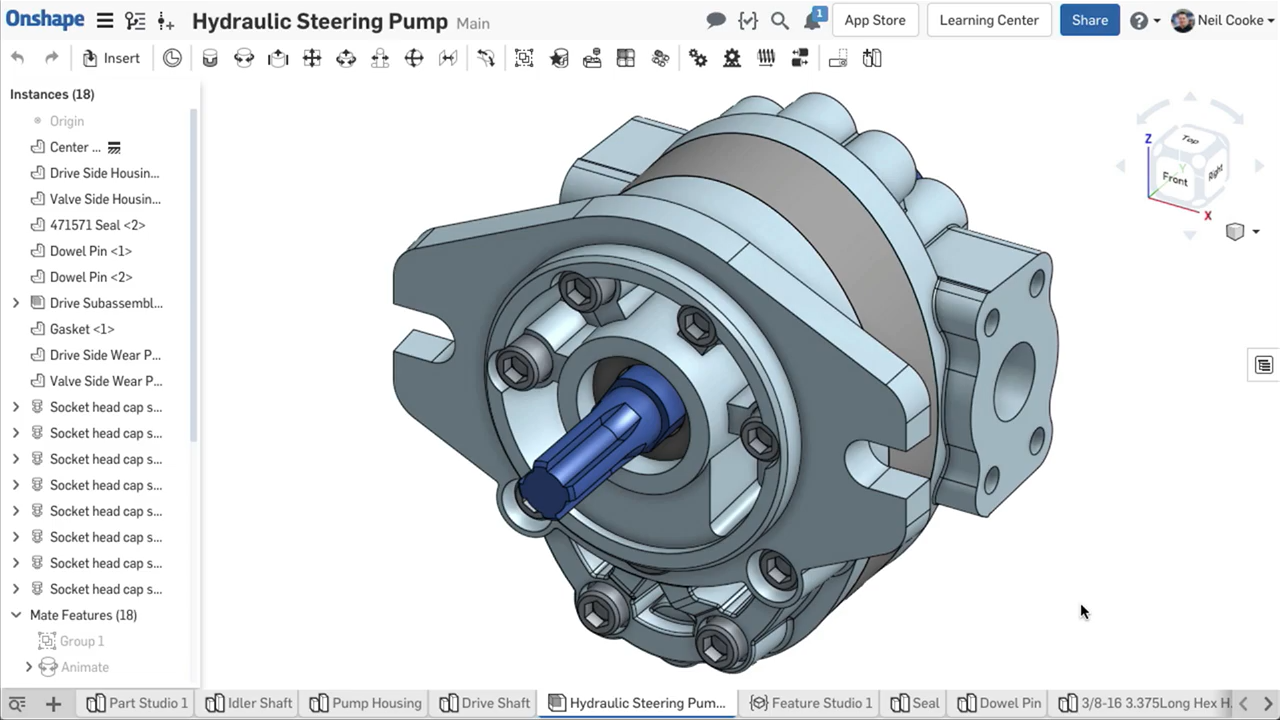 Onshape Hydraulic Steering Pump Main 1 App Store Learning Center Share Neil Cooke
Insert
Instances (18)
Origin
Center ...
Drive Side Housin...
Valve Side Housin...
471571 Seal <2>
Dowel Pin <1>
Dowel Pin <2>
Drive Subassembl...
Gasket <1>
Drive Side Wear P...
Valve Side Wear P...
Socket head cap s...
Socket head cap s...
Socket head cap s...
Socket head cap s...
Socket head cap s...
Socket head cap s...
Socket head cap s...
Socket head cap s...
Mate Features (18)
Group 1
Animate
Z
Top
Y
Front
Right
X
Part Studio 1 Idler Shaft Pump Housing Drive Shaft Hydraulic Steering Pum... Feature Studio 1 Seal Dowel Pin 3/8-16 3.375Long Hex H